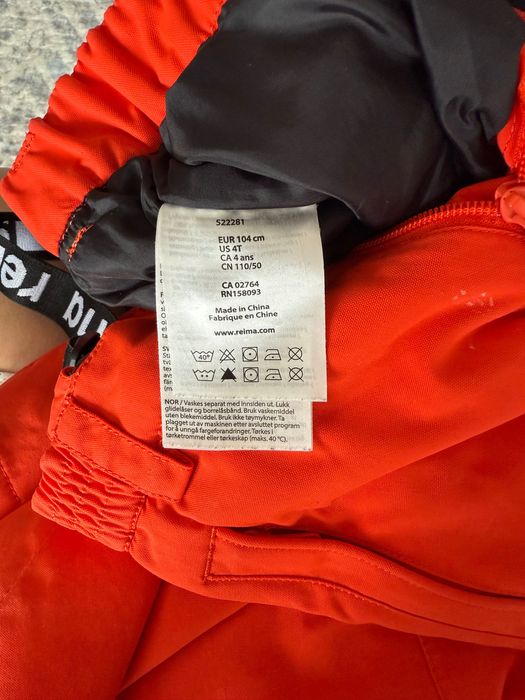 522281
EUR 104 cm
US 4T
CA 4 ans
CN 110/50
CA 02764
RN158093
Made in China
Fabrique en Chine
www.reima.com
40°
NOR / Vaskes separat med innsiden ut. Lukk
glidelåser og borrelåsbånd. Bruk vaskemiddel
uten blekemiddel. Bruk ikke tøymykner. Ta
plagget ut av maskinen etter avsluttet program
for å unngå fargeforandringer. Tørkes i
tørketrommel eller tørkeskap (maks. 40 °C).